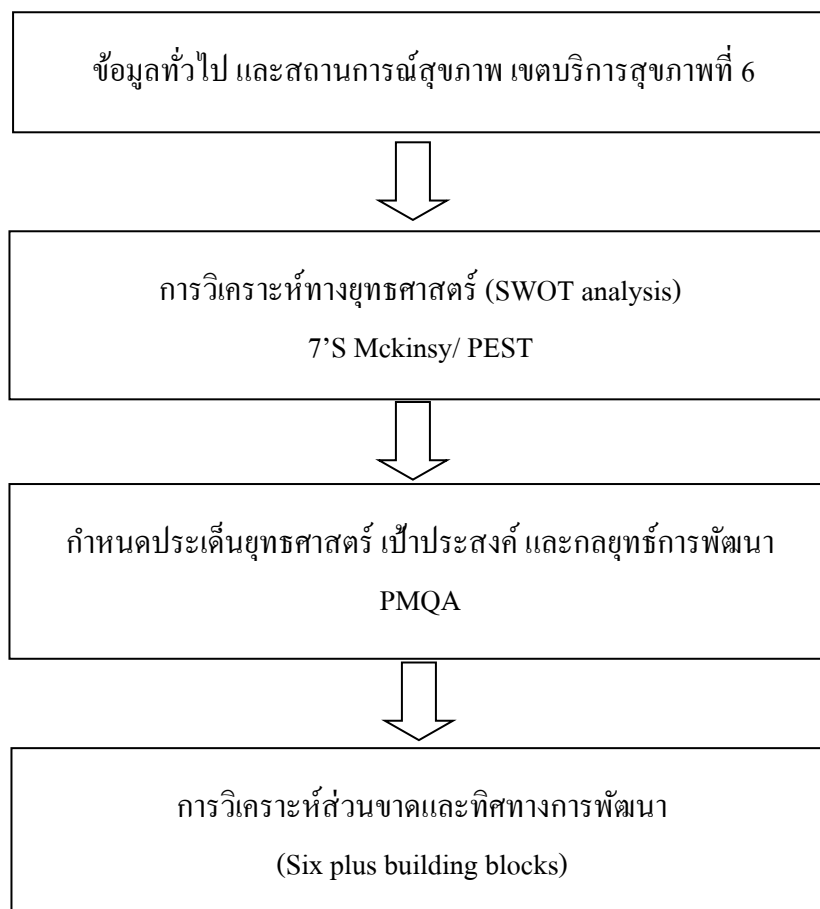 ข้อมูลทั่วไป และสถานการณ์สุขภาพ เขตบริการสุขภาพที่ 6
การวิเคราะห์ทางยุทธศาสตร์ (SWOT analysis)
7’S Mckinsy/ PEST
กำหนดประเด็นยุทธศาสตร์ เป้าประสงค์ และกลยุทธ์การพัฒนา
PMQA
การวิเคราะห์ส่วนขาดและทิศทางการพัฒนา
(Six plus building blocks)